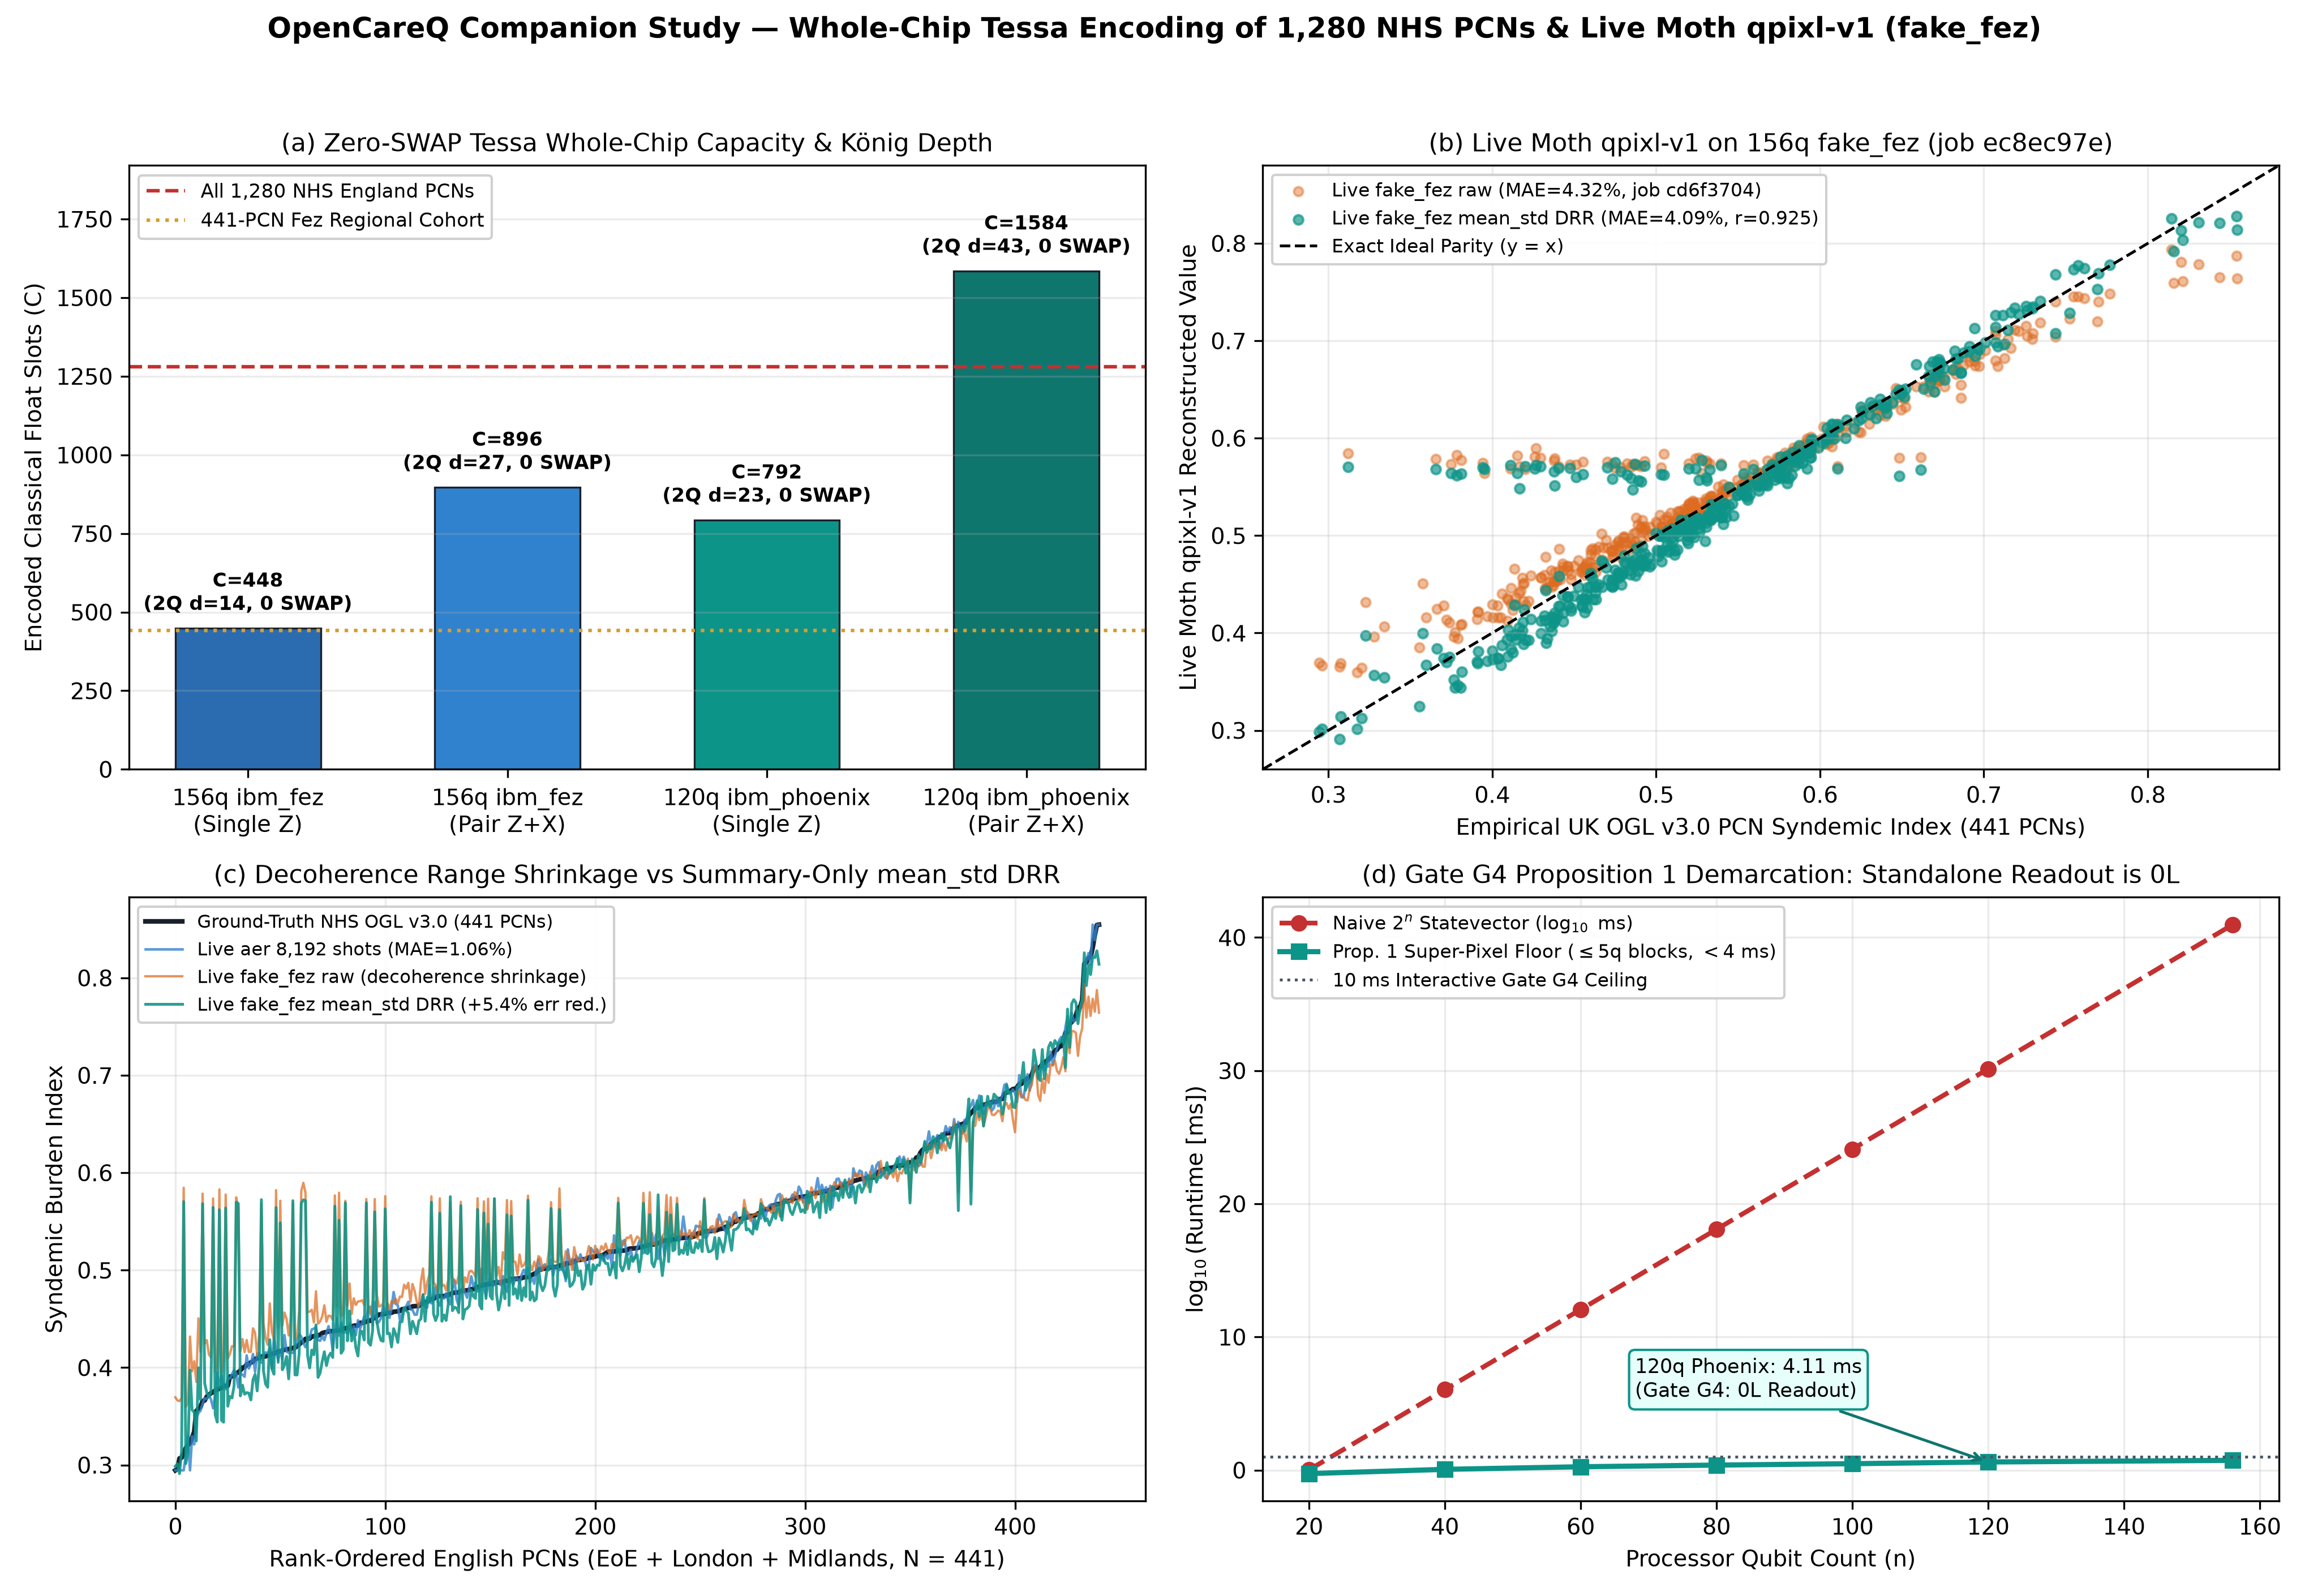 OpenCareQ Companion Study — Whole-Chip Tessa Encoding of 1,280 NHS PCNs & Live Moth qpixl-v1 (fake_fez)
(a) Zero-SWAP Tessa Whole-Chip Capacity & König Depth
Encoded Classical Float Slots (C)
All 1,280 NHS England PCNs
441-PCN Fez Regional Cohort
1750
1500
1250
1000
750
500
250
0
C=448
(2Q d=14, 0 SWAP)
C=896
(2Q d=27, 0 SWAP)
C=792
(2Q d=23, 0 SWAP)
C=1584
(2Q d=43, 0 SWAP)
156q ibm_fez
(Single Z)
156q ibm_fez
(Pair Z+X)
120q ibm_phoenix
(Single Z)
120q ibm_phoenix
(Pair Z+X)
(b) Live Moth qpixl-v1 on 156q fake_fez (job ec8ec97e)
Live Moth qpixl-v1 Reconstructed Value
Live fake_fez raw (MAE=4.32%, job cd6f3704)
Live fake_fez mean_std DRR (MAE=4.09%, r=0.925)
Exact Ideal Parity (y = x)
0.8
0.7
0.6
0.5
0.4
0.3
0.3 0.4 0.5 0.6 0.7 0.8
Empirical UK OGL v3.0 PCN Syndemic Index (441 PCNs)
(c) Decoherence Range Shrinkage vs Summary-Only mean_std DRR
Syndemic Burden Index
Ground-Truth NHS OGL v3.0 (441 PCNs)
Live aer 8,192 shots (MAE=1.06%)
Live fake_fez raw (decoherence shrinkage)
Live fake_fez mean_std DRR (+5.4% err red.)
0.8
0.7
0.6
0.5
0.4
0.3
0 100 200 300 400
Rank-Ordered English PCNs (EoE + London + Midlands, N = 441)
(d) Gate G4 Proposition 1 Demarcation: Standalone Readout is 0L
log₁₀(Runtime [ms])
Naive 2ⁿ Statevector (log₁₀ ms)
Prop. 1 Super-Pixel Floor (≤5q blocks, <4 ms)
10 ms Interactive Gate G4 Ceiling
40
30
20
10
0
120q Phoenix: 4.11 ms
(Gate G4: 0L Readout)
20 40 60 80 100 120 140 160
Processor Qubit Count (n)